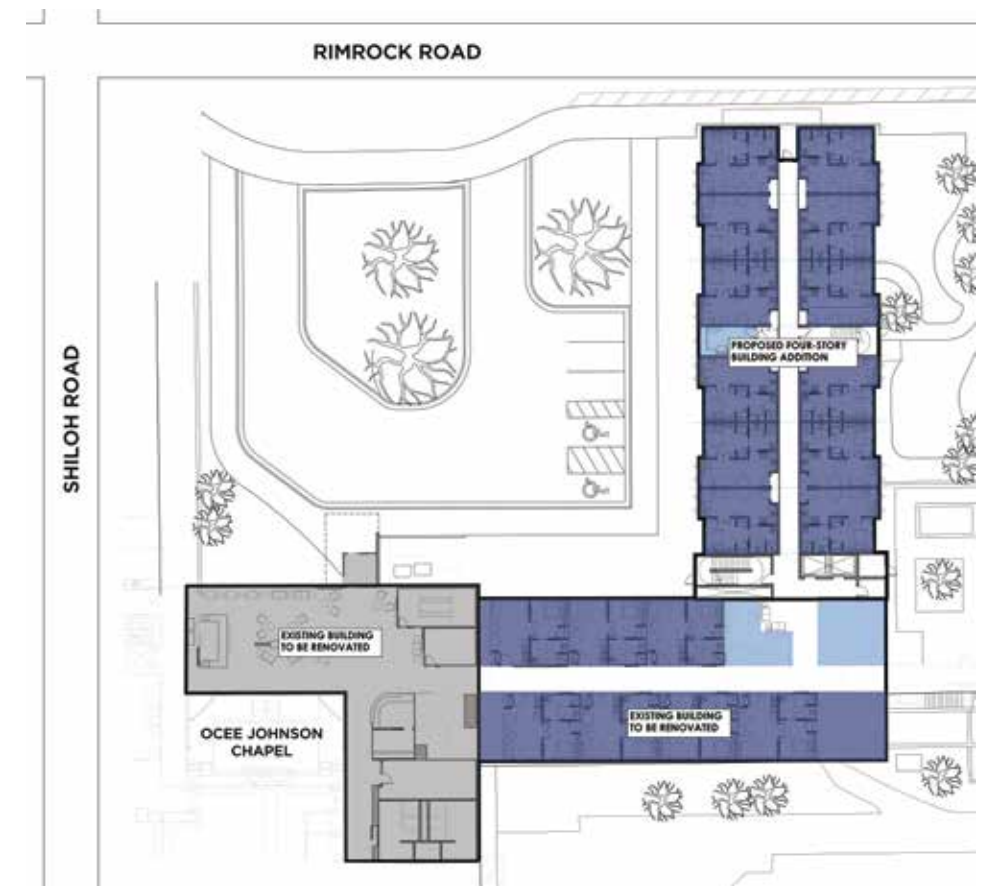 RIMROCK ROAD
SHILOH ROAD
PROPOSED FOUR-STORY
BUILDING ADDITION
EXISTING BUILDING
TO BE RENOVATED
OCEE JOHNSON
CHAPEL
EXISTING BUILDING
TO BE RENOVATED